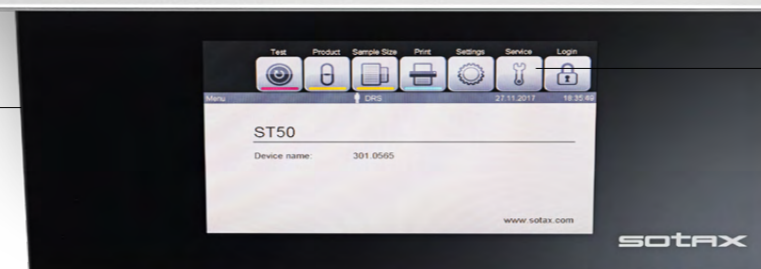 Test Product Sample Size Print Settings Service Login
Menu DRS 27.11.2017 18:35:49
ST50
Device name: 301.0565
www.sotax.com
SOTAX